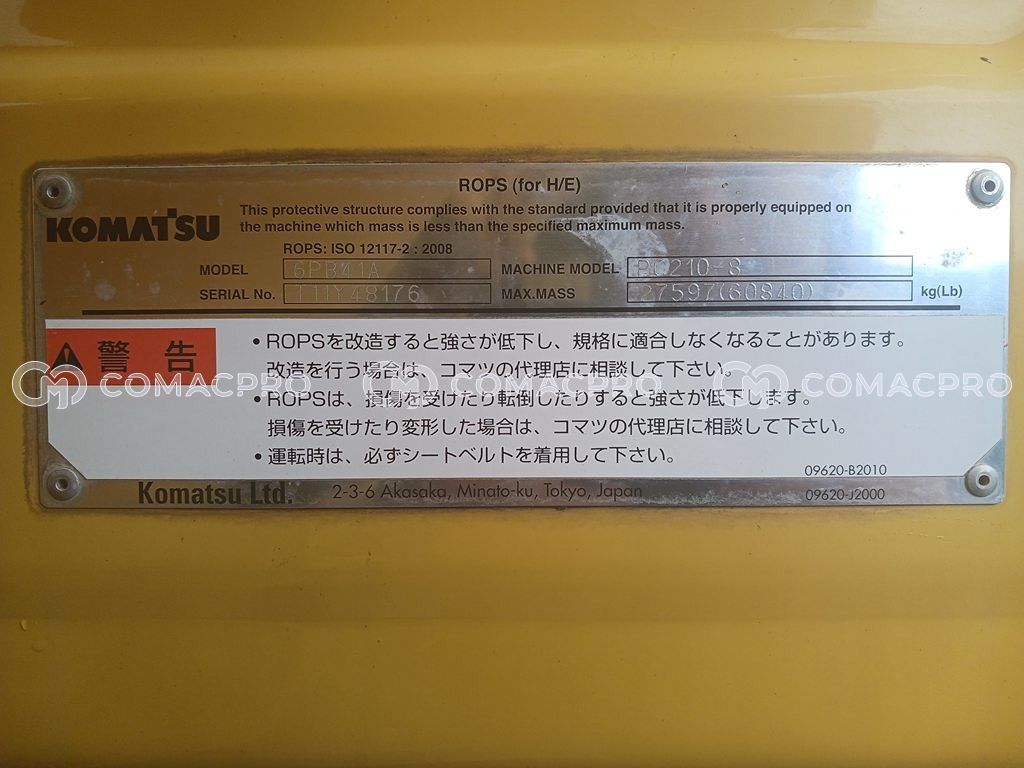 ROPS (for H/E)
KOMATSU
This protective structure complies with the standard provided that it is properly equipped on
the machine which mass is less than the specified maximum mass.
ROPS: ISO 12117-2 : 2008
MODEL 6PB41A MACHINE MODEL PC210-8
SERIAL No. T1IY48176 MAX.MASS 27597(60840) kg(Lb)
警告
• ROPSを改造すると強さが低下し、規格に適合しなくなることがあります。
改造を行う場合は、コマツの代理店に相談して下さい。
COMACPRO COMACPRO COMACPRO
• ROPSは、損傷を受けたり転倒したりすると強さが低下します。
損傷を受けたり変形した場合は、コマツの代理店に相談して下さい。
• 運転時は、必ずシートベルトを着用して下さい。
09620-B2010
Komatsu Ltd. 2-3-6 Akasaka, Minato-ku, Tokyo, Japan 09620-J2000